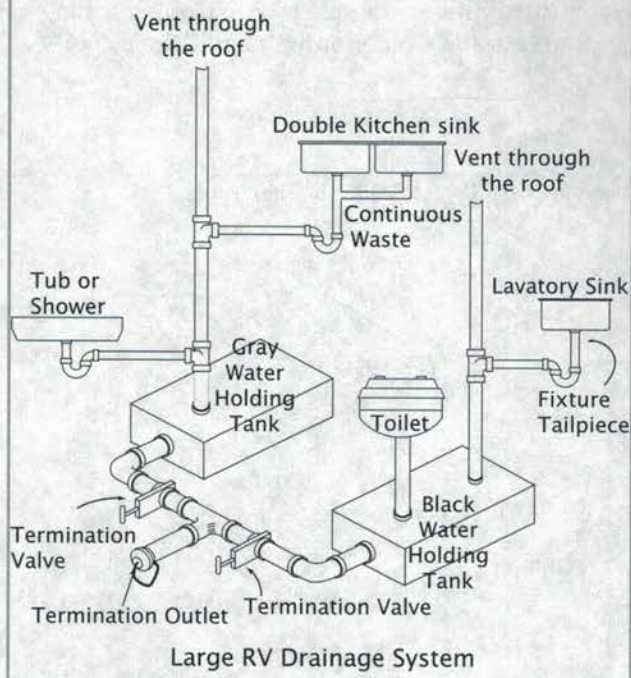 Vent through
the roof
Double Kitchen sink
Vent through
the roof
Continuous
Waste
Tub or
Shower
Lavatory Sink
Gray
Water
Holding
Tank
Toilet
Fixture
Tailpiece
Black
Water
Holding
Tank
Termination
Valve
Termination Outlet
Termination Valve
Large RV Drainage System